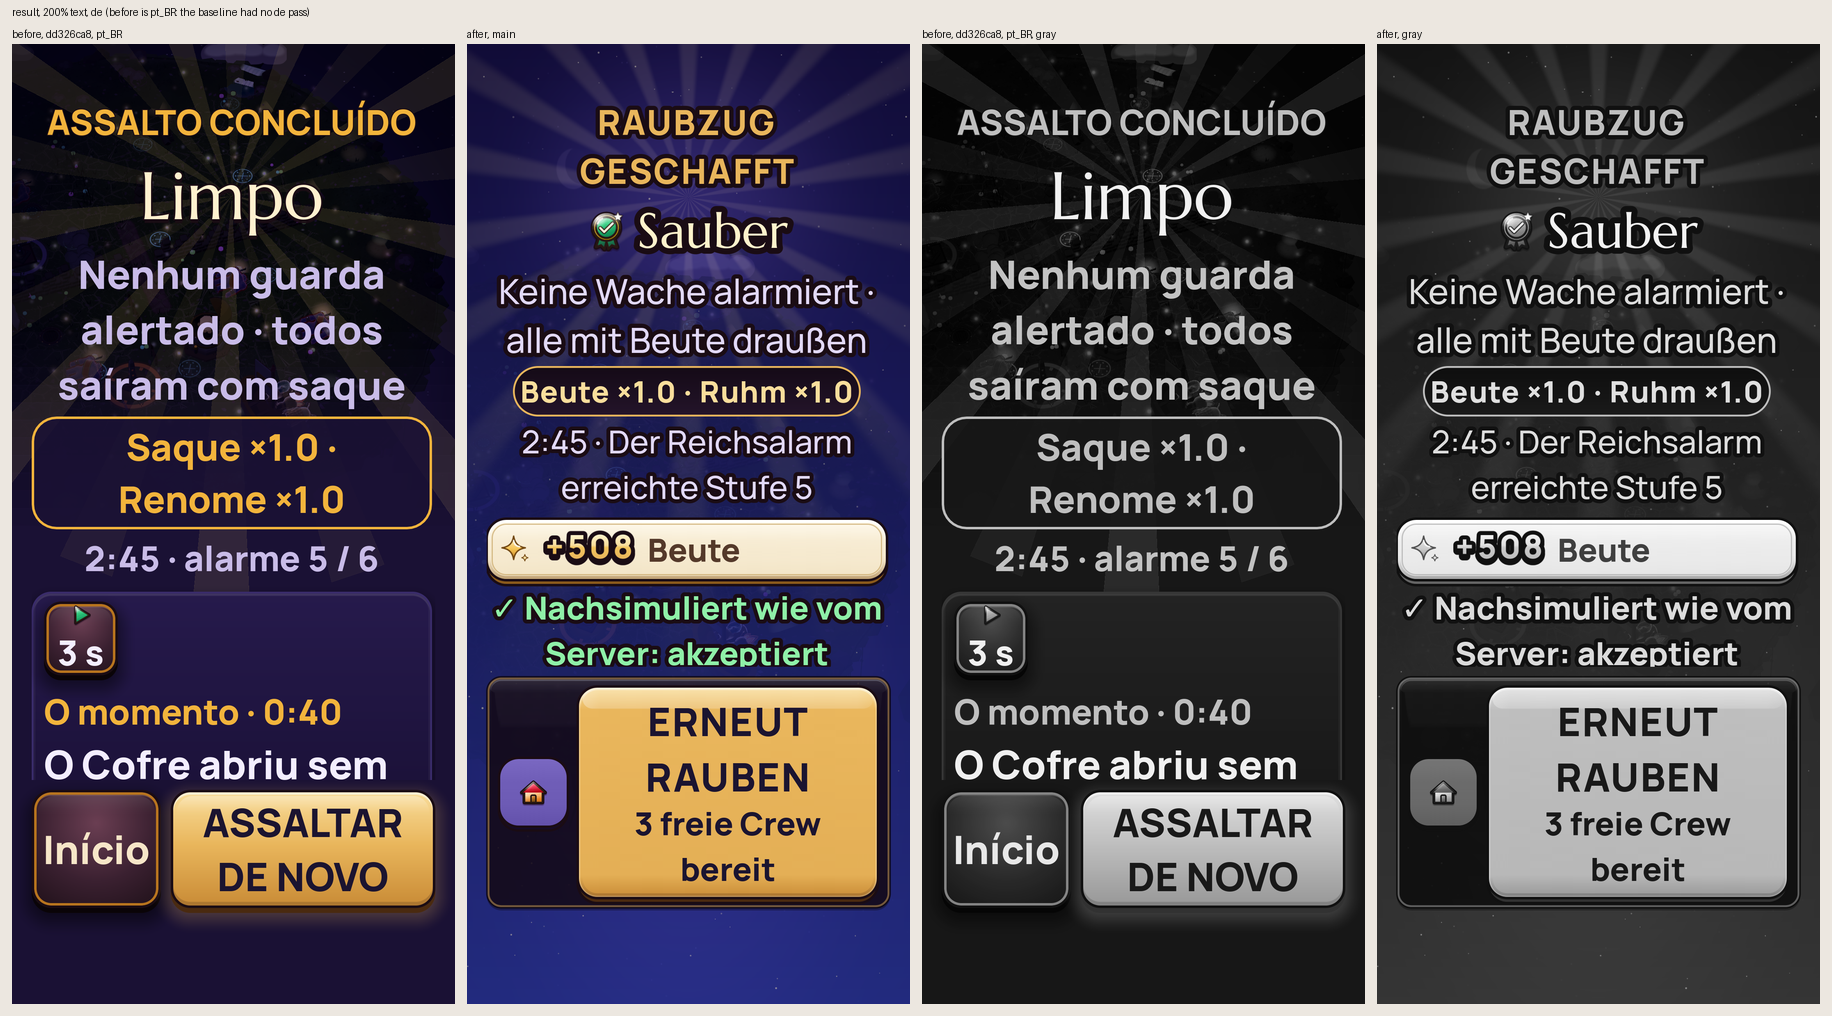 result, 200% text, de (before is pt_BR: the baseline had no de pass)
before, dd326ca8, pt_BR
ASSALTO CONCLUÍDO
Limpo
Nenhum guarda
alertado · todos
saíram com saque
Saque ×1.0 ·
Renome ×1.0
2:45 · alarme 5 / 6
3 s
O momento · 0:40
O Cofre abriu sem
Início
ASSALTAR
DE NOVO
after, main
RAUBZUG
GESCHAFFT
Sauber
Keine Wache alarmiert ·
alle mit Beute draußen
Beute ×1.0 · Ruhm ×1.0
2:45 · Der Reichsalarm
erreichte Stufe 5
+508 Beute
✓ Nachsimuliert wie vom
Server: akzeptiert
ERNEUT
RAUBEN
3 freie Crew
bereit
before, dd326ca8, pt_BR, gray
ASSALTO CONCLUÍDO
Limpo
Nenhum guarda
alertado · todos
saíram com saque
Saque ×1.0 ·
Renome ×1.0
2:45 · alarme 5 / 6
3 s
O momento · 0:40
O Cofre abriu sem
Início
ASSALTAR
DE NOVO
after, gray
RAUBZUG
GESCHAFFT
Sauber
Keine Wache alarmiert ·
alle mit Beute draußen
Beute ×1.0 · Ruhm ×1.0
2:45 · Der Reichsalarm
erreichte Stufe 5
+508 Beute
✓ Nachsimuliert wie vom
Server: akzeptiert
ERNEUT
RAUBEN
3 freie Crew
bereit